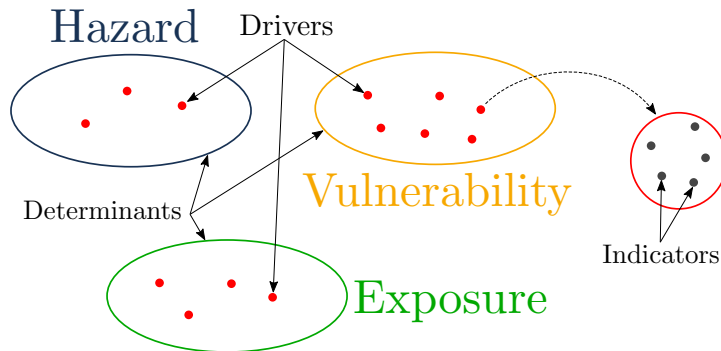 Hazard
Drivers
Vulnerability
Determinants
Indicators
Exposure